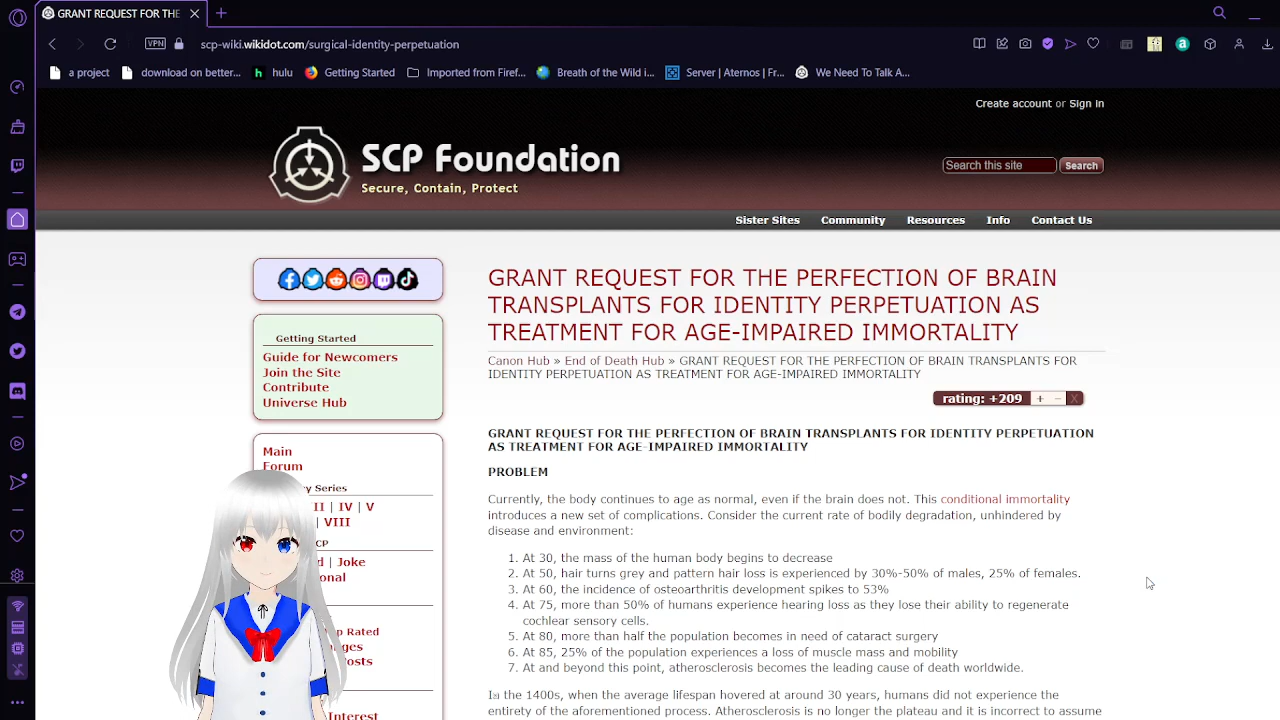 GRANT REQUEST FOR THE
VPN
scp-wiki.wikidot.com/surgical-identity-perpetuation
a project
download on better...
hulu
Getting Started
Imported from Firef...
Breath of the Wild i...
Server | Aternos | Fr...
We Need To Talk A...
Create account or Sign in
SCP Foundation
Secure, Contain, Protect
Search this site
Search
Sister Sites
Community
Resources
Info
Contact Us
Getting Started
Guide for Newcomers
Join the Site
Contribute
Universe Hub
Main
Forum
Series
II | IV | V
| VIII
CP
d | Joke
onal
p Rated
ges
osts
Interest
GRANT REQUEST FOR THE PERFECTION OF BRAIN
TRANSPLANTS FOR IDENTITY PERPETUATION AS
TREATMENT FOR AGE-IMPAIRED IMMORTALITY
Canon Hub » End of Death Hub » GRANT REQUEST FOR THE PERFECTION OF BRAIN TRANSPLANTS FOR
IDENTITY PERPETUATION AS TREATMENT FOR AGE-IMPAIRED IMMORTALITY
rating: +209 + – X
GRANT REQUEST FOR THE PERFECTION OF BRAIN TRANSPLANTS FOR IDENTITY PERPETUATION
AS TREATMENT FOR AGE-IMPAIRED IMMORTALITY
PROBLEM
Currently, the body continues to age as normal, even if the brain does not. This conditional immortality
introduces a new set of complications. Consider the current rate of bodily degradation, unhindered by
disease and environment:
1. At 30, the mass of the human body begins to decrease
2. At 50, hair turns grey and pattern hair loss is experienced by 30%-50% of males, 25% of females.
3. At 60, the incidence of osteoarthritis development spikes to 53%
4. At 75, more than 50% of humans experience hearing loss as they lose their ability to regenerate
cochlear sensory cells.
5. At 80, more than half the population becomes in need of cataract surgery
6. At 85, 25% of the population experiences a loss of muscle mass and mobility
7. At and beyond this point, atherosclerosis becomes the leading cause of death worldwide.
In the 1400s, when the average lifespan hovered at around 30 years, humans did not experience the
entirety of the aforementioned process. Atherosclerosis is no longer the plateau and it is incorrect to assume